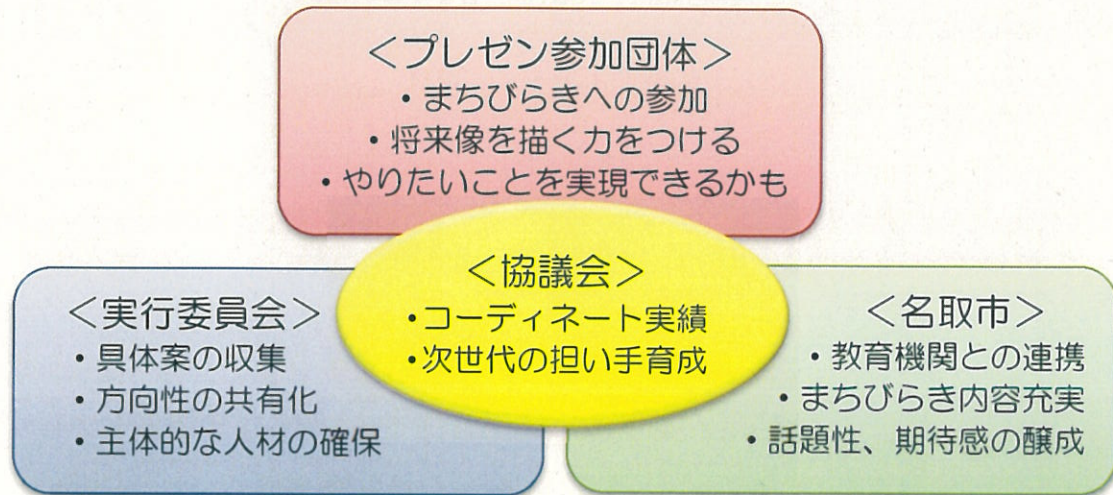 ＜プレゼン参加団体＞
・まちびらきへの参加
・将来像を描く力をつける
・やりたいことを実現できるかも
＜協議会＞
・コーディネート実績
・次世代の担い手育成
＜実行委員会＞
・具体案の収集
・方向性の共有化
・主体的な人材の確保
＜名取市＞
・教育機関との連携
・まちびらき内容充実
・話題性、期待感の醸成